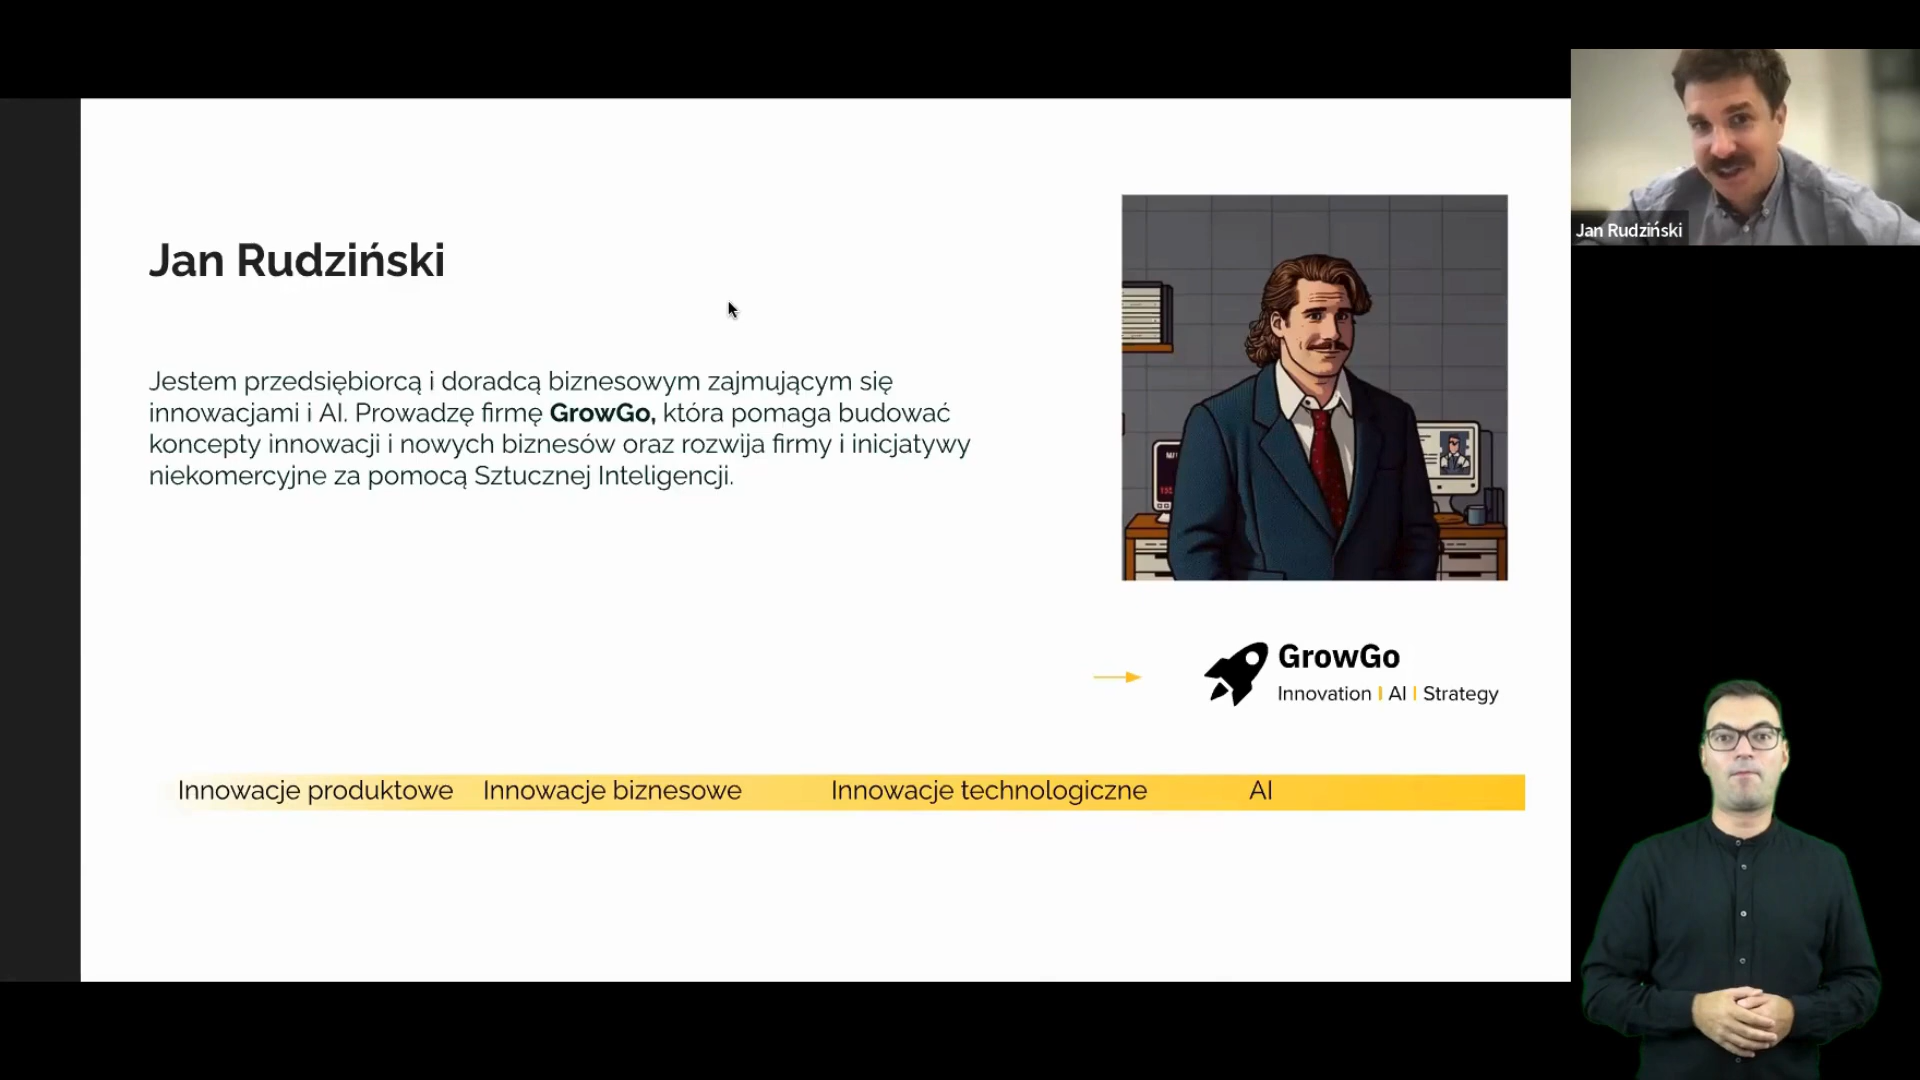 Jan Rudziński
Jan Rudziński
Jestem przedsiębiorcą i doradcą biznesowym zajmującym się
innowacjami i AI. Prowadzę firmę GrowGo, która pomaga budować
koncepty innowacji i nowych biznesów oraz rozwija firmy i inicjatywy
niekomercyjne za pomocą Sztucznej Inteligencji.
GrowGo
Innovation | AI | Strategy
Innowacje produktowe Innowacje biznesowe Innowacje technologiczne AI